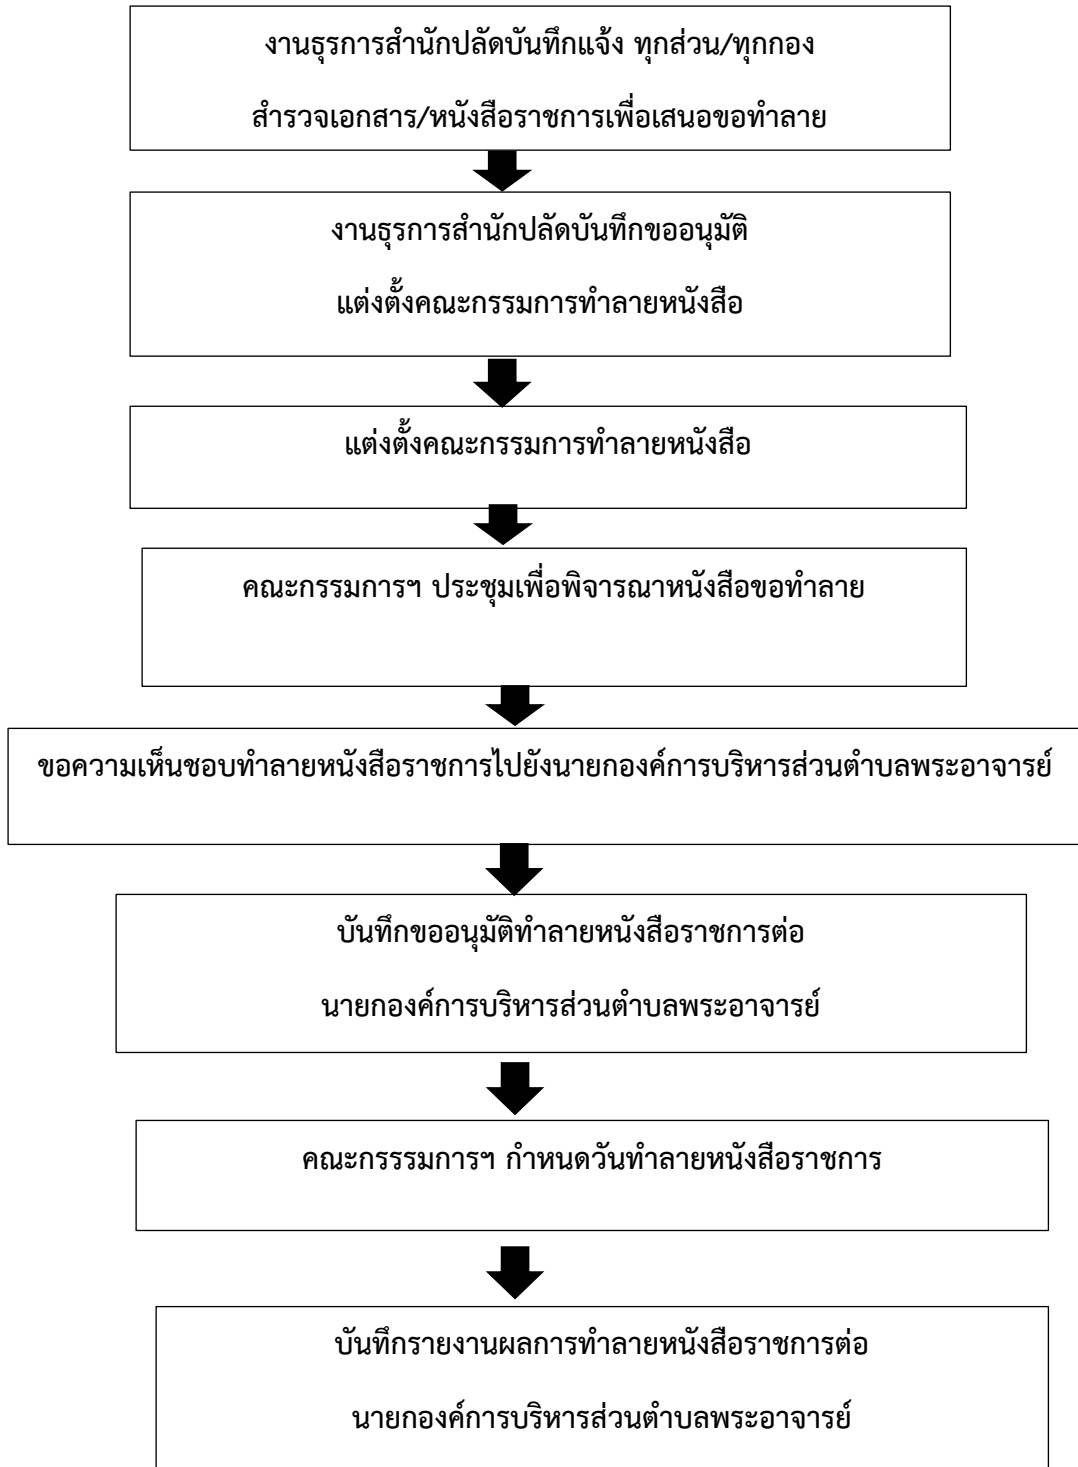 งานธุรการสำนักปลัดบันทึกแจ้ง ทุกส่วน/ทุกกอง
สำรวจเอกสาร/หนังสือราชการเพื่อเสนอขอทำลาย
งานธุรการสำนักปลัดบันทึกขออนุมัติ
แต่งตั้งคณะกรรมการทำลายหนังสือ
แต่งตั้งคณะกรรมการทำลายหนังสือ
คณะกรรมการฯ ประชุมเพื่อพิจารณาหนังสือขอทำลาย
ขอความเห็นชอบทำลายหนังสือราชการไปยังนายกองค์การบริหารส่วนตำบลพระอาจารย์
บันทึกขออนุมัติทำลายหนังสือราชการต่อ
นายกองค์การบริหารส่วนตำบลพระอาจารย์
คณะกรรรมการฯ กำหนดวันทำลายหนังสือราชการ
บันทึกรายงานผลการทำลายหนังสือราชการต่อ
นายกองค์การบริหารส่วนตำบลพระอาจารย์